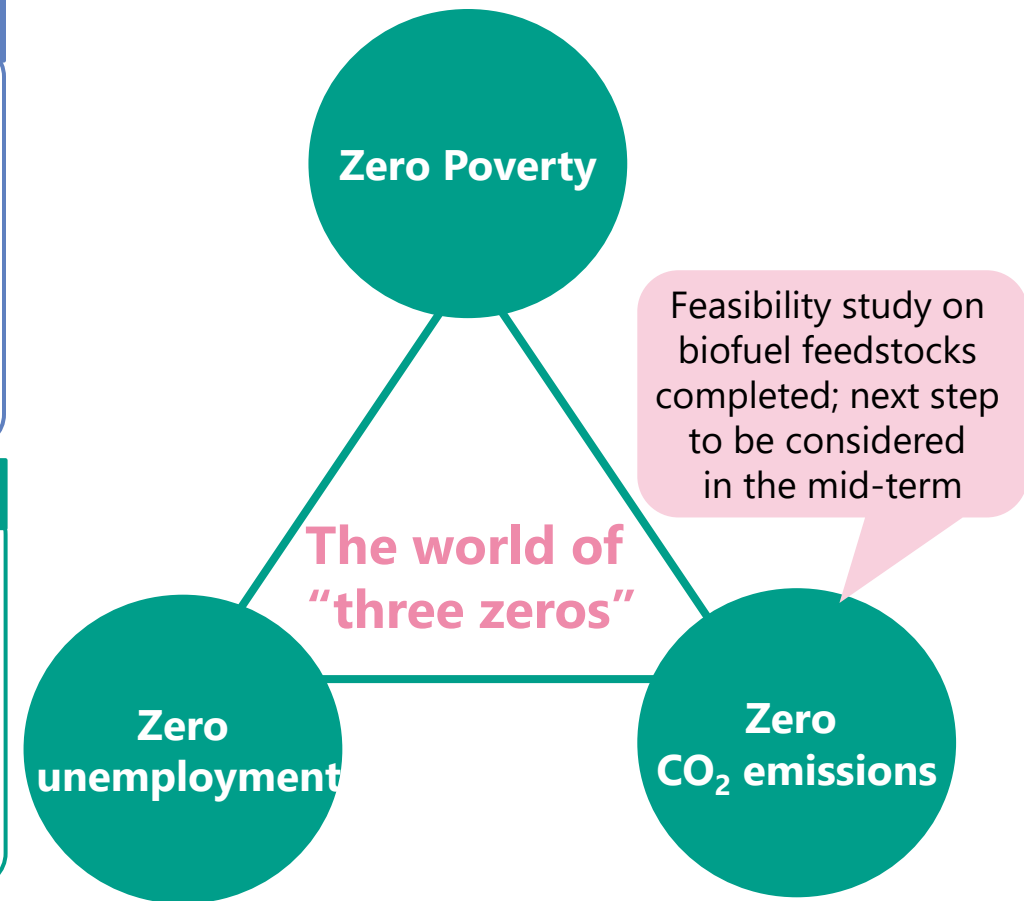 Zero Poverty
Feasibility study on
biofuel feedstocks
completed; next step
to be considered
in the mid-term
The world of
“three zeros”
Zero
unemployment
Zero
CO₂ emissions